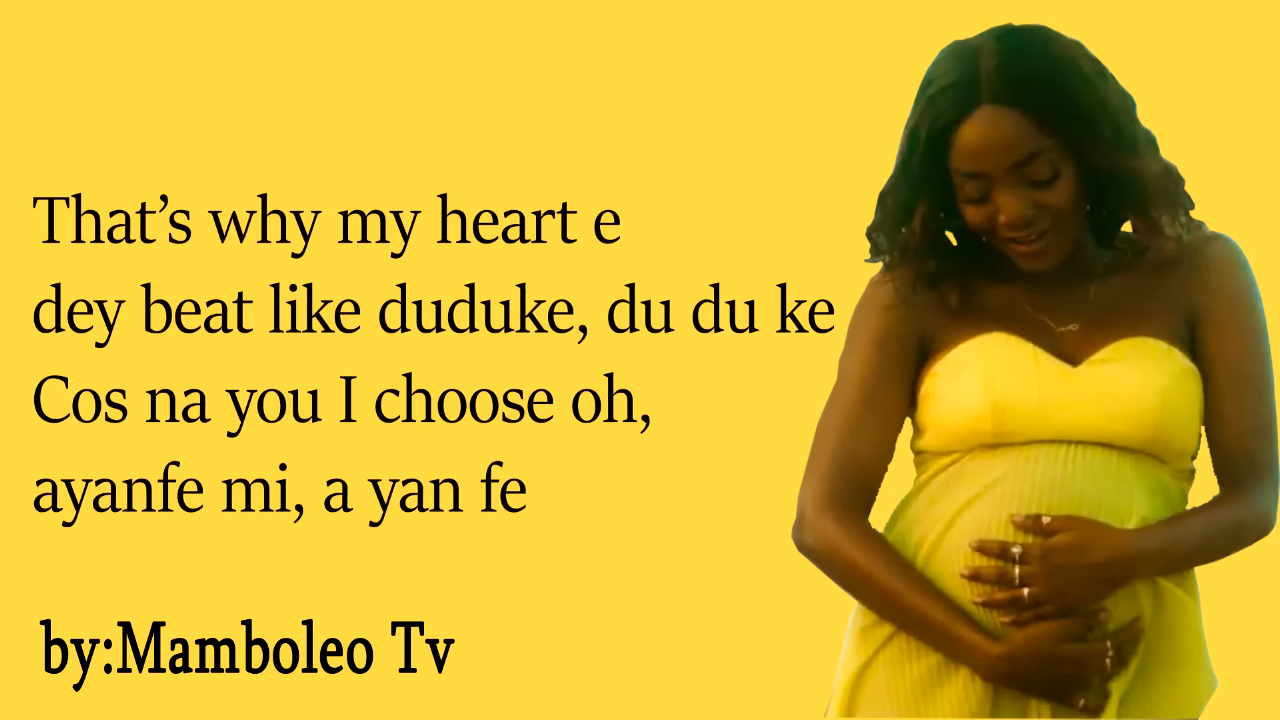 That’s why my heart e
dey beat like duduke, du du ke
Cos na you I choose oh,
ayanfe mi, a yan fe
by:Mamboleo Tv